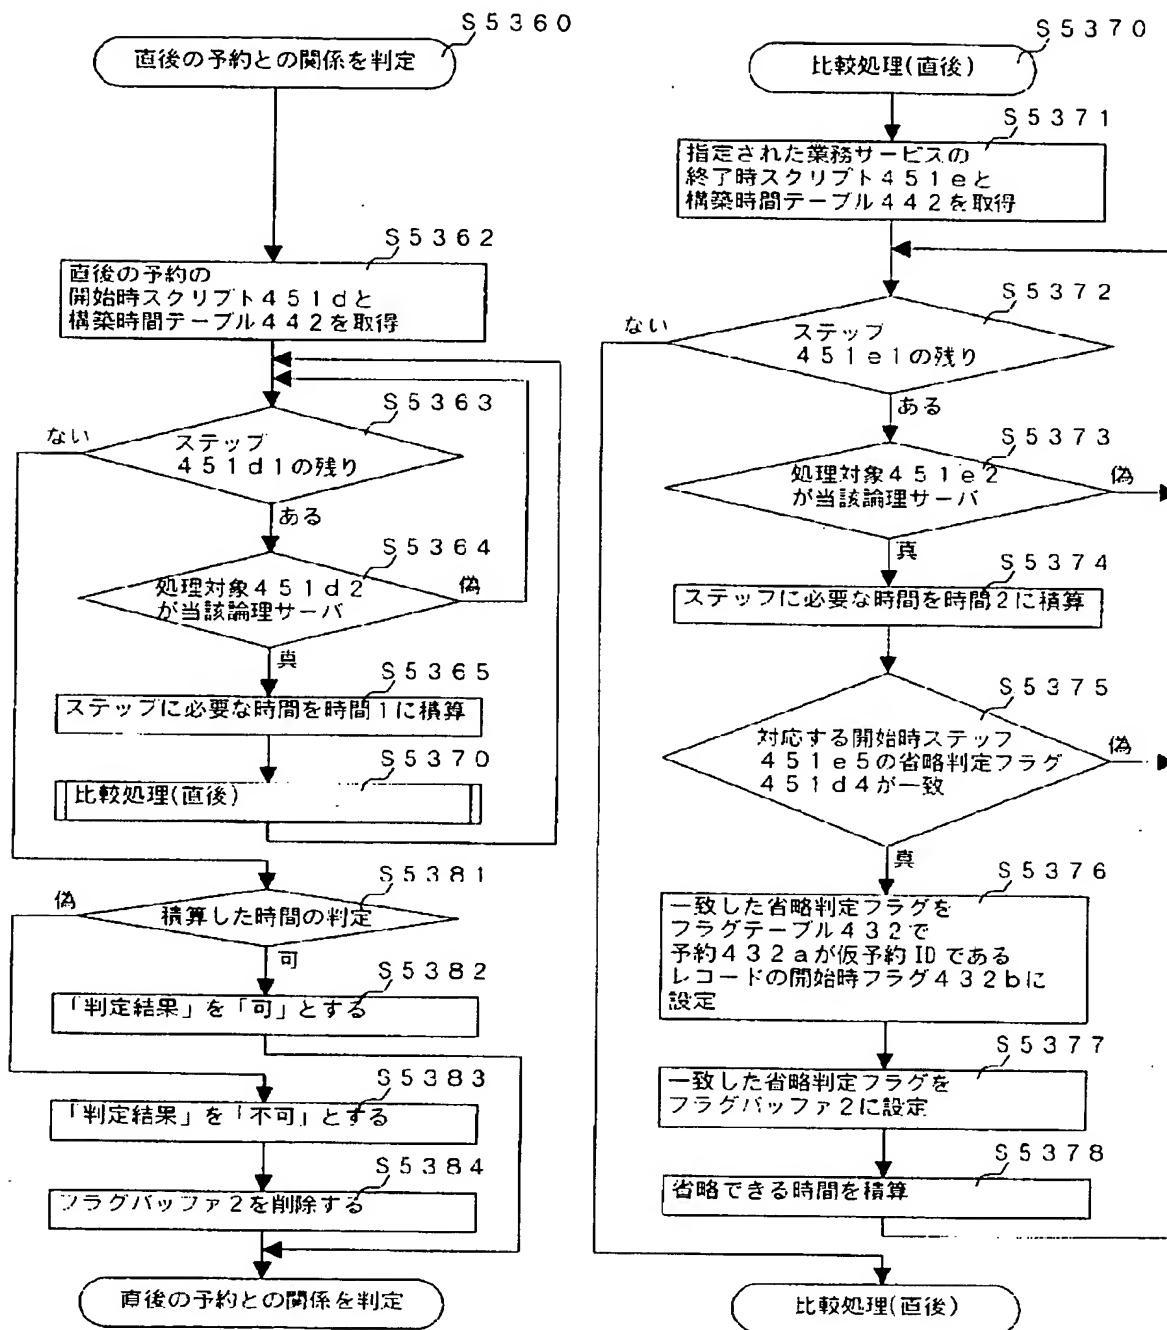 S5360
直後の予約との関係を判定
S5362
直後の予約の
開始時スクリプト451dと
構築時間テーブル442を取得
S5363
ない
ステップ
451d1の残り
ある
S5364
処理対象451d2
が当該論理サーバ
偽
真
S5365
ステップに必要な時間を時間1に積算
S5370
比較処理(直後)
S5381
偽
積算した時間の判定
可
S5382
「判定結果」を「可」とする
S5383
「判定結果」を「不可」とする
S5384
フラグバッファ2を削除する
直後の予約との関係を判定
S5370
比較処理(直後)
S5371
指定された業務サービスの
終了時スクリプト451eと
構築時間テーブル442を取得
S5372
ない
ステップ
451e1の残り
ある
S5373
処理対象451e2
が当該論理サーバ
偽
真
S5374
ステップに必要な時間を時間2に積算
S5375
対応する開始時ステップ
451e5の省略判定フラグ
451d4が一致
偽
真
S5376
一致した省略判定フラグを
フラグテーブル432で
予約432aが仮予約IDである
レコードの開始時フラグ432bに
設定
S5377
一致した省略判定フラグを
フラグバッファ2に設定
S5378
省略できる時間を積算
比較処理(直後)